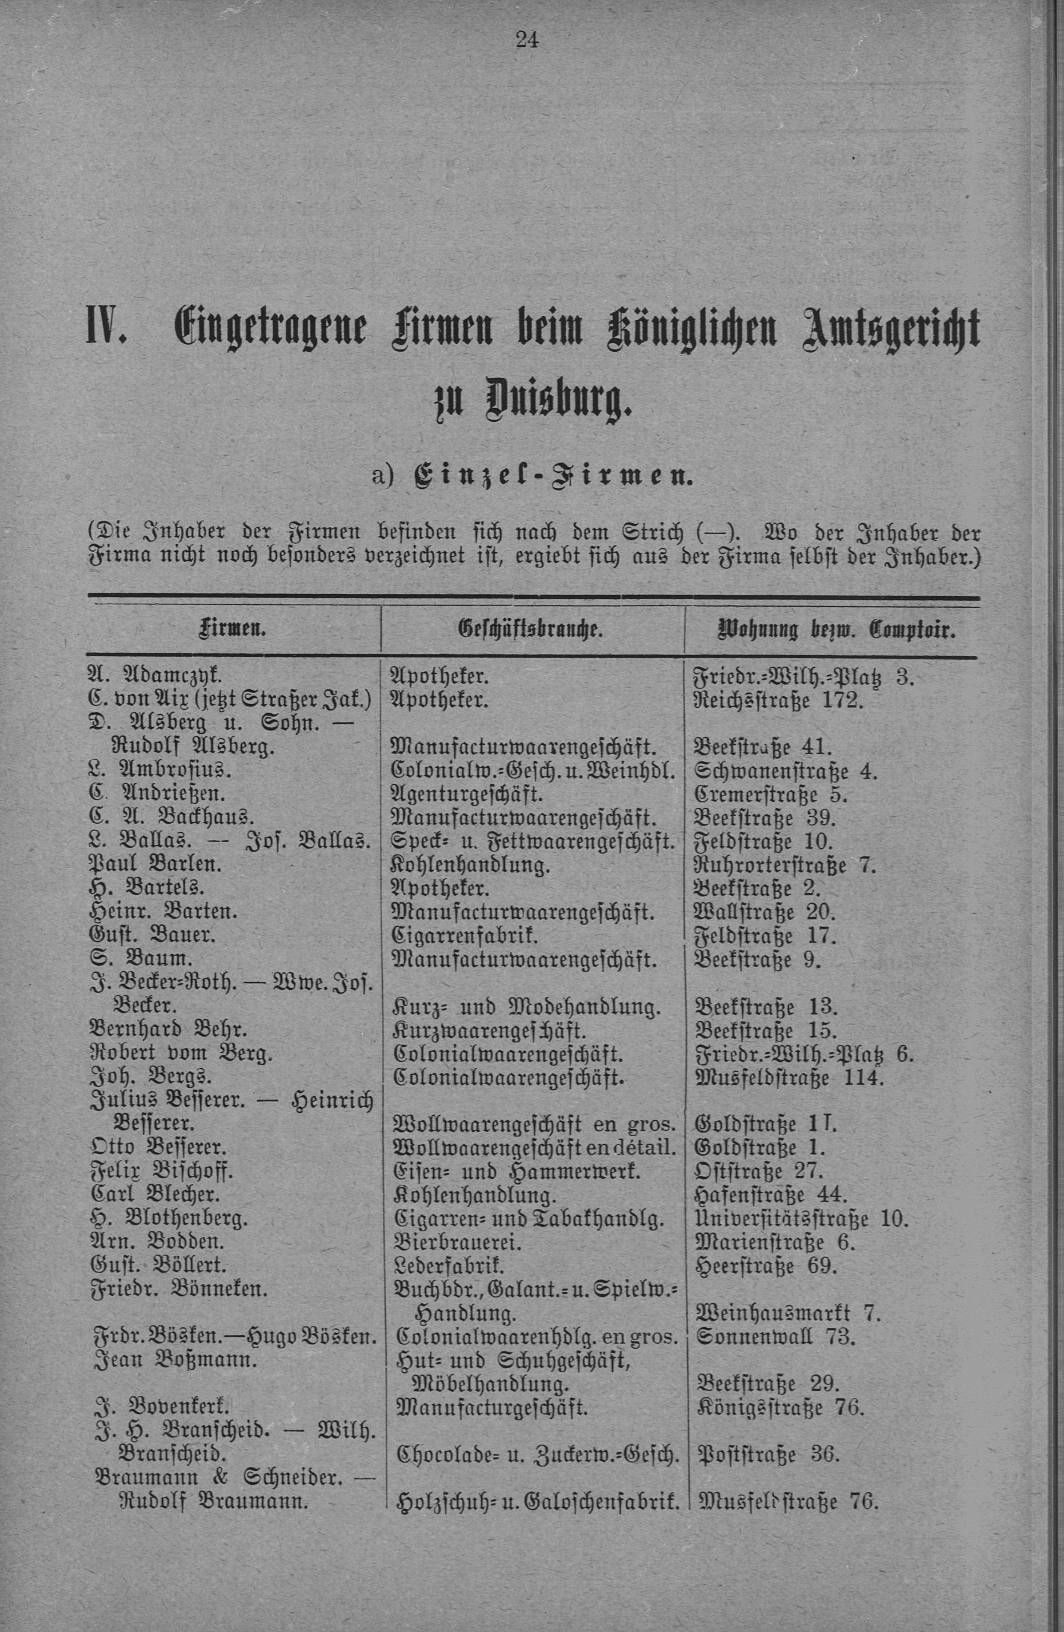 24
IV. Eingetragene Firmen beim Königlichen Amtsgericht
zu Duisburg.
a) Einzel-Firmen.
(Die Inhaber der Firmen befinden sich nach dem Strich (—). Wo der Inhaber der
Firma nicht noch besonders verzeichnet ist, ergiebt sich aus der Firma selbst der Inhaber.)
Firmen. Geschäftsbranche. Wohnung bezw. Comptoir.
A. Adamczyk. Apotheker. Friedr.-Wilh.-Platz 3.
C. von Aix (jetzt Straßer Jak.) Apotheker. Reichsstraße 172.
D. Alsberg u. Sohn. —
Rudolf Alsberg. Manufacturwaarengeschäft. Beekstraße 41.
L. Ambrosius. Colonialw.-Gesch. u. Weinhdl. Schwanenstraße 4.
C. Andrießen. Agenturgeschäft. Cremerstraße 5.
C. A. Backhaus. Manufacturwaarengeschäft. Beekstraße 39.
L. Ballas. — Jos. Ballas. Speck- u. Fettwaarengeschäft. Feldstraße 10.
Paul Barlen. Kohlenhandlung. Ruhrorterstraße 7.
H. Bartels. Apotheker. Beekstraße 2.
Heinr. Barten. Manufacturwaarengeschäft. Wallstraße 20.
Gust. Bauer. Cigarrenfabrik. Feldstraße 17.
S. Baum. Manufacturwaarengeschäft. Beekstraße 9.
J. Becker-Roth. — Wwe. Jos.
Becker. Kurz- und Modehandlung. Beekstraße 13.
Bernhard Behr. Kurzwaarengeschäft. Beekstraße 15.
Robert vom Berg. Colonialwaarengeschäft. Friedr.-Wilh.-Platz 6.
Joh. Bergs. Colonialwaarengeschäft. Musfeldstraße 114.
Julius Besserer. — Heinrich
Besserer. Wollwaarengeschäft en gros. Goldstraße 11.
Otto Besserer. Wollwaarengeschäft en détail. Goldstraße 1.
Felix Bischoff. Eisen- und Hammerwerk. Oststraße 27.
Carl Blecher. Kohlenhandlung. Hafenstraße 44.
H. Blothenberg. Cigarren- und Tabakhandlg. Universitätsstraße 10.
Arn. Bodden. Bierbrauerei. Marienstraße 6.
Gust. Böllert. Lederfabrik. Heerstraße 69.
Friedr. Bönneken. Buchbdr., Galant.- u. Spielw.-
Handlung. Weinhausmarkt 7.
Frdr. Bösken.—Hugo Bösken. Colonialwaarenhdlg. en gros. Sonnenwall 73.
Jean Boßmann. Hut- und Schuhgeschäft,
Möbelhandlung. Beekstraße 29.
J. Bovenkerk. Manufacturgeschäft. Königsstraße 76.
J. H. Branscheid. — Wilh.
Branscheid. Chocolade- u. Zuckerw.-Gesch. Poststraße 36.
Braumann & Schneider. —
Rudolf Braumann. Holzschuh- u. Galoschenfabrik. Musfeldstraße 76.